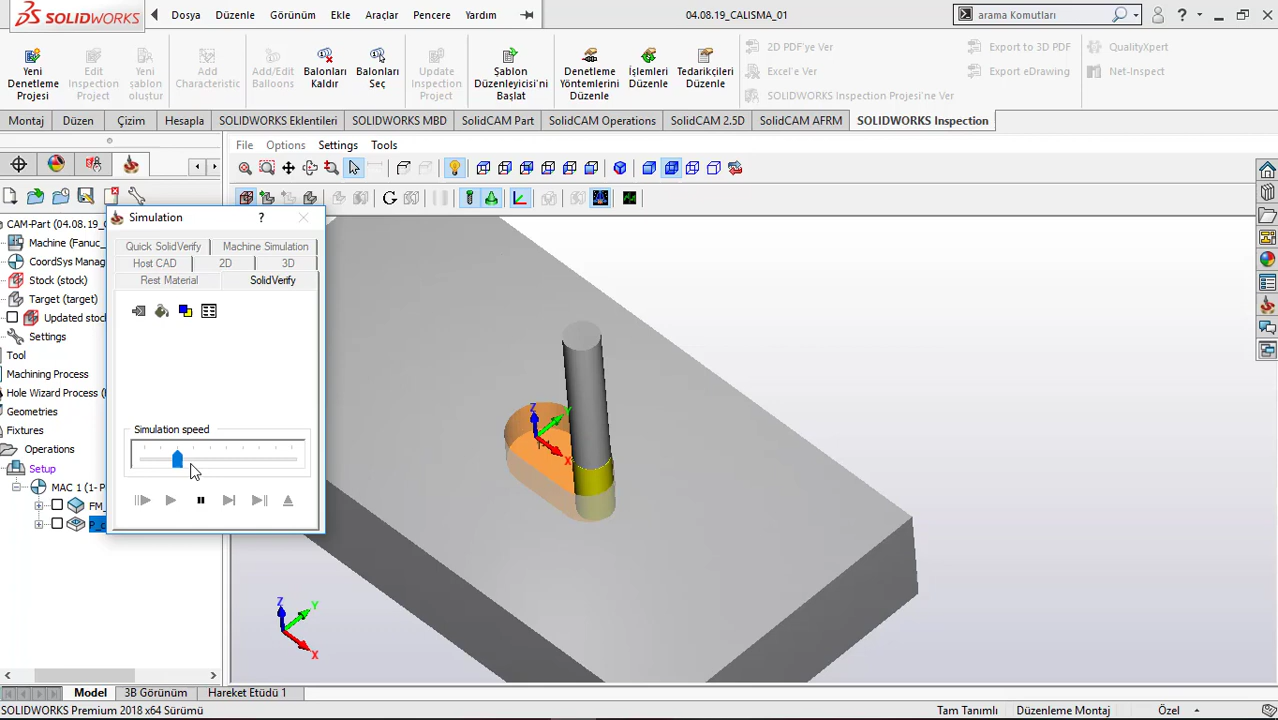 SOLIDWORKS
Dosya Düzenle Görünüm Ekle Araçlar Pencere Yardım
04.08.19_CALISMA_01
arama Komutları
?
Yeni Denetleme Projesi
Edit Inspection Project
Yeni şablon oluştur
Add Characteristic
Add/Edit Balloons
Balonları Kaldır
Balonları Seç
Update Inspection Project
Şablon Düzenleyicisi'ni Başlat
Denetleme Yöntemlerini Düzenle
İşlemleri Düzenle
Tedarikçileri Düzenle
2D PDF'ye Ver
Excel'e Ver
SOLIDWORKS Inspection Projesi'ne Ver
Export to 3D PDF
Export eDrawing
QualityXpert
Net-Inspect
Montaj Düzen Çizim Hesapla SOLIDWORKS Eklentileri SOLIDWORKS MBD SolidCAM Part SolidCAM Operations SolidCAM 2.5D SolidCAM AFRM SOLIDWORKS Inspection
File Options Settings Tools
CAM-Part (04.08.19_C
Machine (Fanuc_
CoordSys Manag
Stock (stock)
Target (target)
Updated stoc
Settings
Tool
Machining Process
Hole Wizard Process (
Geometries
Fixtures
Operations
Setup
MAC 1 (1- P
FM_
P_c
Simulation ?
Quick SolidVerify Machine Simulation
Host CAD 2D 3D
Rest Material SolidVerify
Simulation speed
Z
Y
X
Z
Y
X
Model 3B Görünüm Hareket Etüdü 1
SOLIDWORKS Premium 2018 x64 Sürümü
Tam Tanımlı Düzenleme Montaj Özel